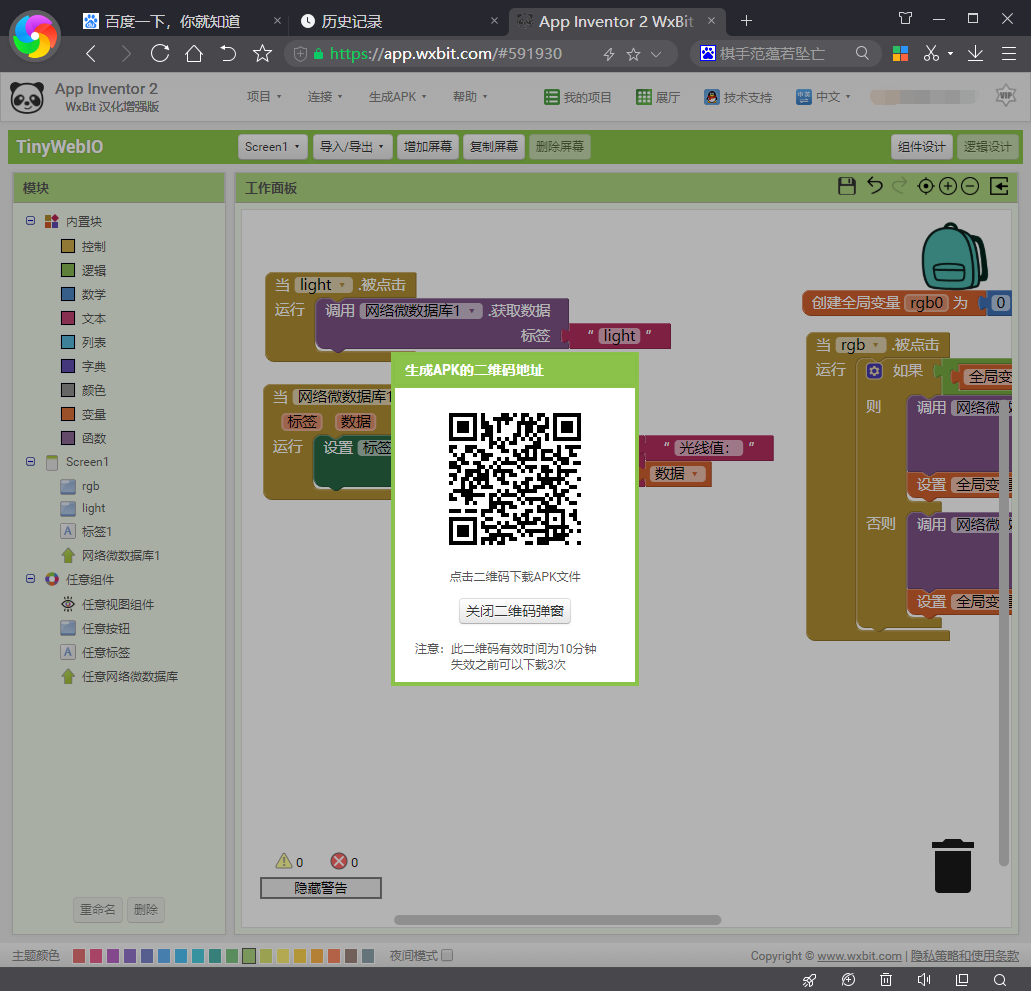 百度一下，你就知道
历史记录
App Inventor 2 WxBit
https://app.wxbit.com/#591930
棋手范蕴若坠亡
App Inventor 2
WxBit 汉化增强版
项目
连接
生成APK
帮助
我的项目
展厅
技术支持
中文
VIP
TinyWebIO
Screen1
导入/导出
增加屏幕
复制屏幕
删除屏幕
组件设计
逻辑设计
模块
工作面板
内置块
控制
逻辑
数学
文本
列表
字典
颜色
变量
函数
Screen1
rgb
light
标签1
网络微数据库1
任意组件
任意视图组件
任意按钮
任意标签
任意网络微数据库
重命名
删除
当 light .被点击
运行 调用 网络微数据库1 .获取数据
标签 “ light ”
当 网络微数据库1
标签 数据
运行 设置 标签
“ 光线值： ”
数据
创建全局变量 rgb0 为 0
当 rgb .被点击
运行 如果 全局变
则 调用 网络微
设置 全局变
否则 调用 网络微
设置 全局变
生成APK的二维码地址
点击二维码下载APK文件
关闭二维码弹窗
注意：此二维码有效时间为10分钟
失效之前可以下载3次
0
0
隐藏警告
主题颜色
夜间模式
Copyright © www.wxbit.com | 隐私策略和使用条款